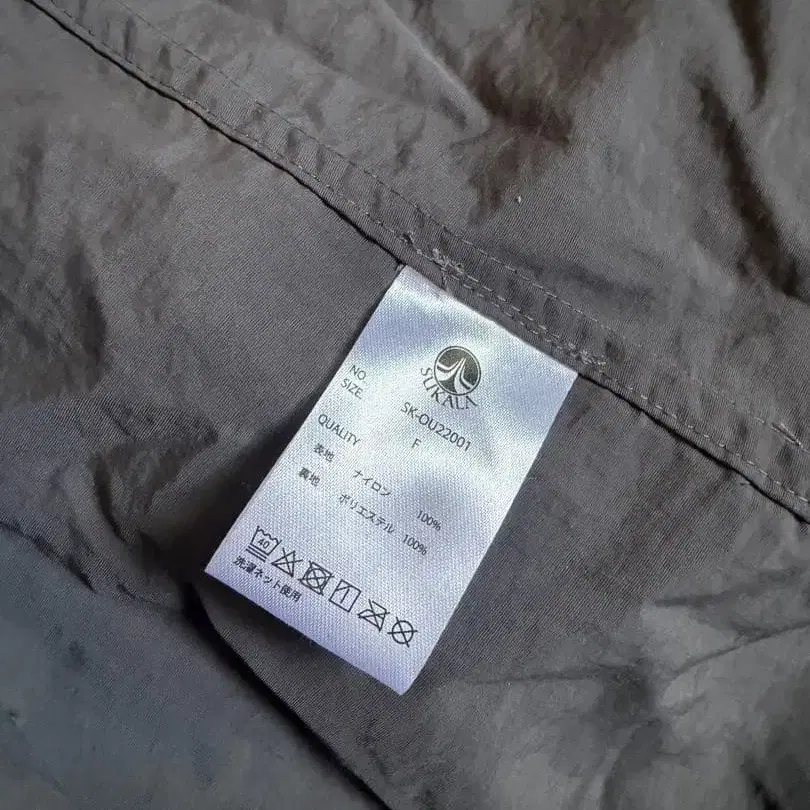 SUKALA
NO. SK-OU22001
SIZE. F
QUALITY
表地 ナイロン 100%
裏地 ポリエステル 100%
40
洗濯ネット使用